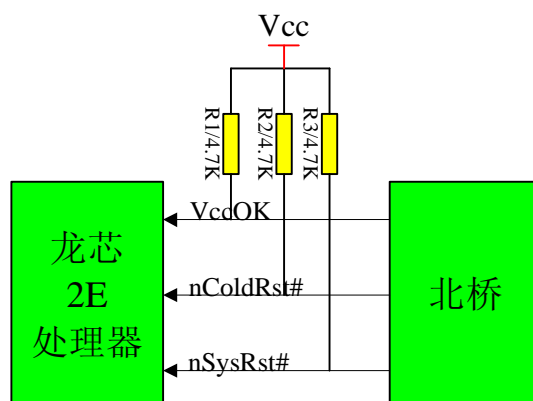 Vcc
R1/4.7K
R2/4.7K
R3/4.7K
VccOK
nColdRst#
nSysRst#
龙芯
2E
处理器
北桥